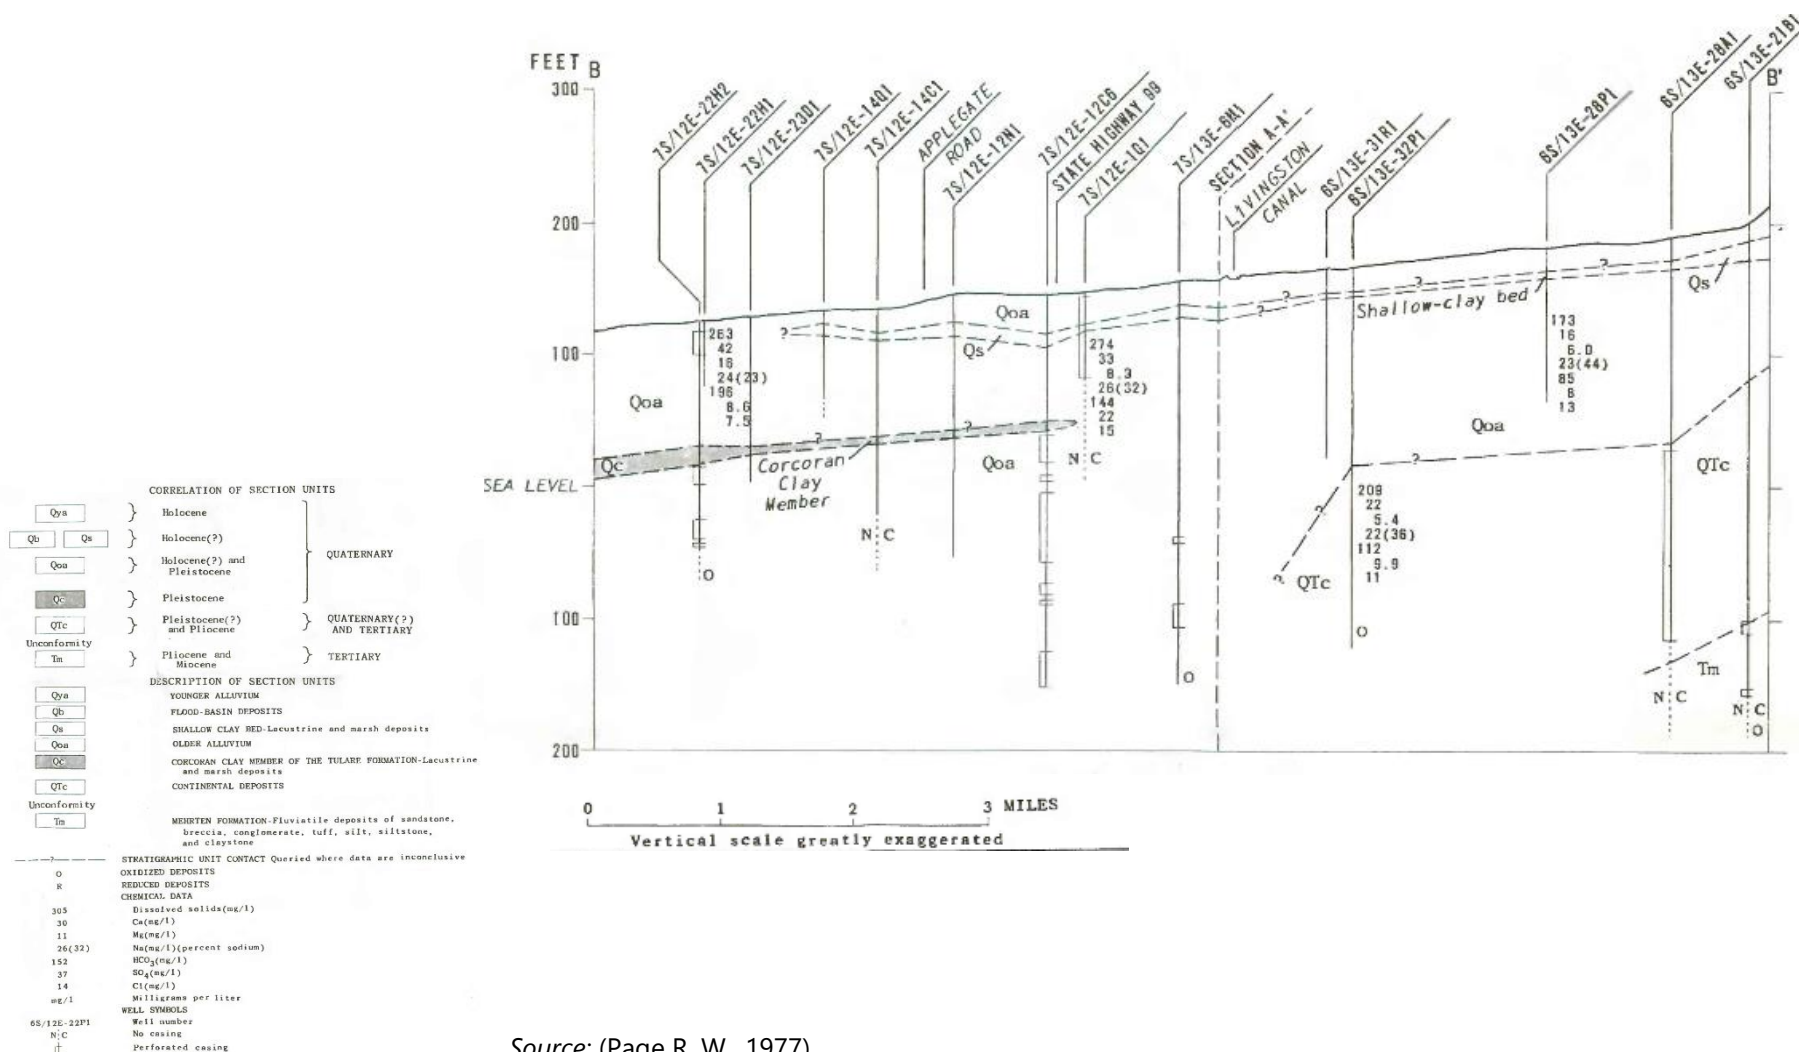 FEET B
300
200
100
SEA LEVEL
100
200
7S/12E-22H2
7S/12E-22H1
7S/12E-23D1
7S/12E-14Q1
7S/12E-14C1
APPLEGATE
ROAD
7S/12E-12N1
7S/12E-12C6
STATE HIGHWAY 99
7S/12E-1Q1
7S/13E-6M1
SECTION A-A'
LIVINGSTON
CANAL
6S/13E-31R1
6S/13E-32P1
6S/13E-28P1
6S/13E-28A1
6S/13E-21B1
B'
Qoa
Qs
Shallow-clay bed
Qs
?
?
?
?
?
263
42
16
24(23)
196
8.6
7.5
274
33
8.3
26(32)
144
22
15
173
16
6.0
23(44)
85
8
13
Qoa
Qoa
QTc
Qc
?
?
Corcoran
Clay
Member
Qoa
N C
N C
O
?
?
?
QTc
209
22
5.4
22(36)
112
9.9
11
O
O
Tm
N C
N C
O
0 1 2 3 MILES
Vertical scale greatly exaggerated
CORRELATION OF SECTION UNITS
Qya } Holocene
Qb Qs } Holocene(?)
QUATERNARY
Qoa } Holocene(?) and
Pleistocene
Qc } Pleistocene
QTc } Pleistocene(?)
and Pliocene
} QUATERNARY(?)
AND TERTIARY
Unconformity
Tm } Pliocene and
Miocene
} TERTIARY
DESCRIPTION OF SECTION UNITS
Qya YOUNGER ALLUVIUM
Qb FLOOD-BASIN DEPOSITS
Qs SHALLOW CLAY BED-Lacustrine and marsh deposits
Qoa OLDER ALLUVIUM
Qc CORCORAN CLAY MEMBER OF THE TULARE FORMATION-Lacustrine
and marsh deposits
QTc CONTINENTAL DEPOSITS
Unconformity
Tm MEHRTEN FORMATION-Fluviatile deposits of sandstone,
breccia, conglomerate, tuff, silt, siltstone,
and claystone
? STRATIGRAPHIC UNIT CONTACT Queried where data are inconclusive
O OXIDIZED DEPOSITS
R REDUCED DEPOSITS
CHEMICAL DATA
305 Dissolved solids(mg/l)
30 Ca(mg/l)
11 Mg(mg/l)
26(32) Na(mg/l)(percent sodium)
152 HCO3(mg/l)
37 SO4(mg/l)
14 Cl(mg/l)
mg/l Milligrams per liter
WELL SYMBOLS
6S/12E-22P1 Well number
N C No casing
Perforated casing
Source: (Page R. W., 1977)